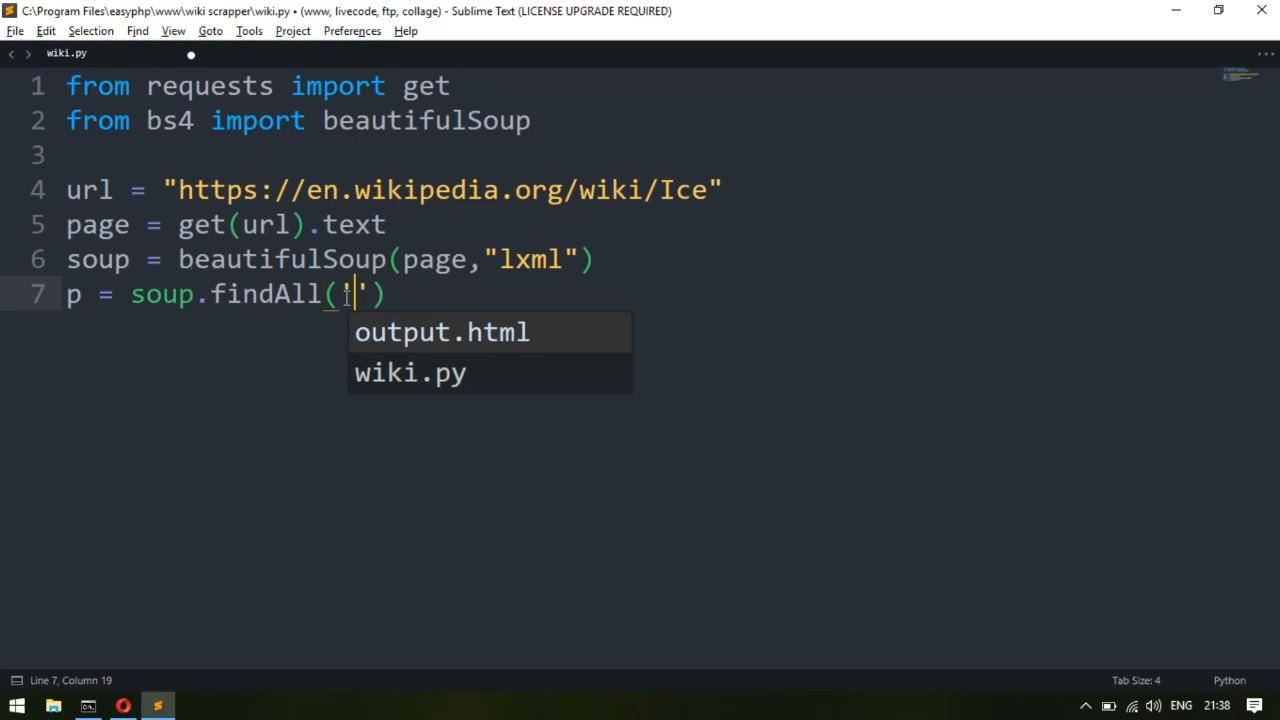 C:\Program Files\easyphp\www\wiki scrapper\wiki.py • (www, livecode, ftp, collage) - Sublime Text (LICENSE UPGRADE REQUIRED)
File Edit Selection Find View Goto Tools Project Preferences Help
wiki.py
1 from requests import get
2 from bs4 import beautifulSoup
3
4 url = "https://en.wikipedia.org/wiki/Ice"
5 page = get(url).text
6 soup = beautifulSoup(page,"lxml")
7 p = soup.findAll('')
output.html
wiki.py
Line 7, Column 19 Tab Size: 4 Python
ENG 21:38